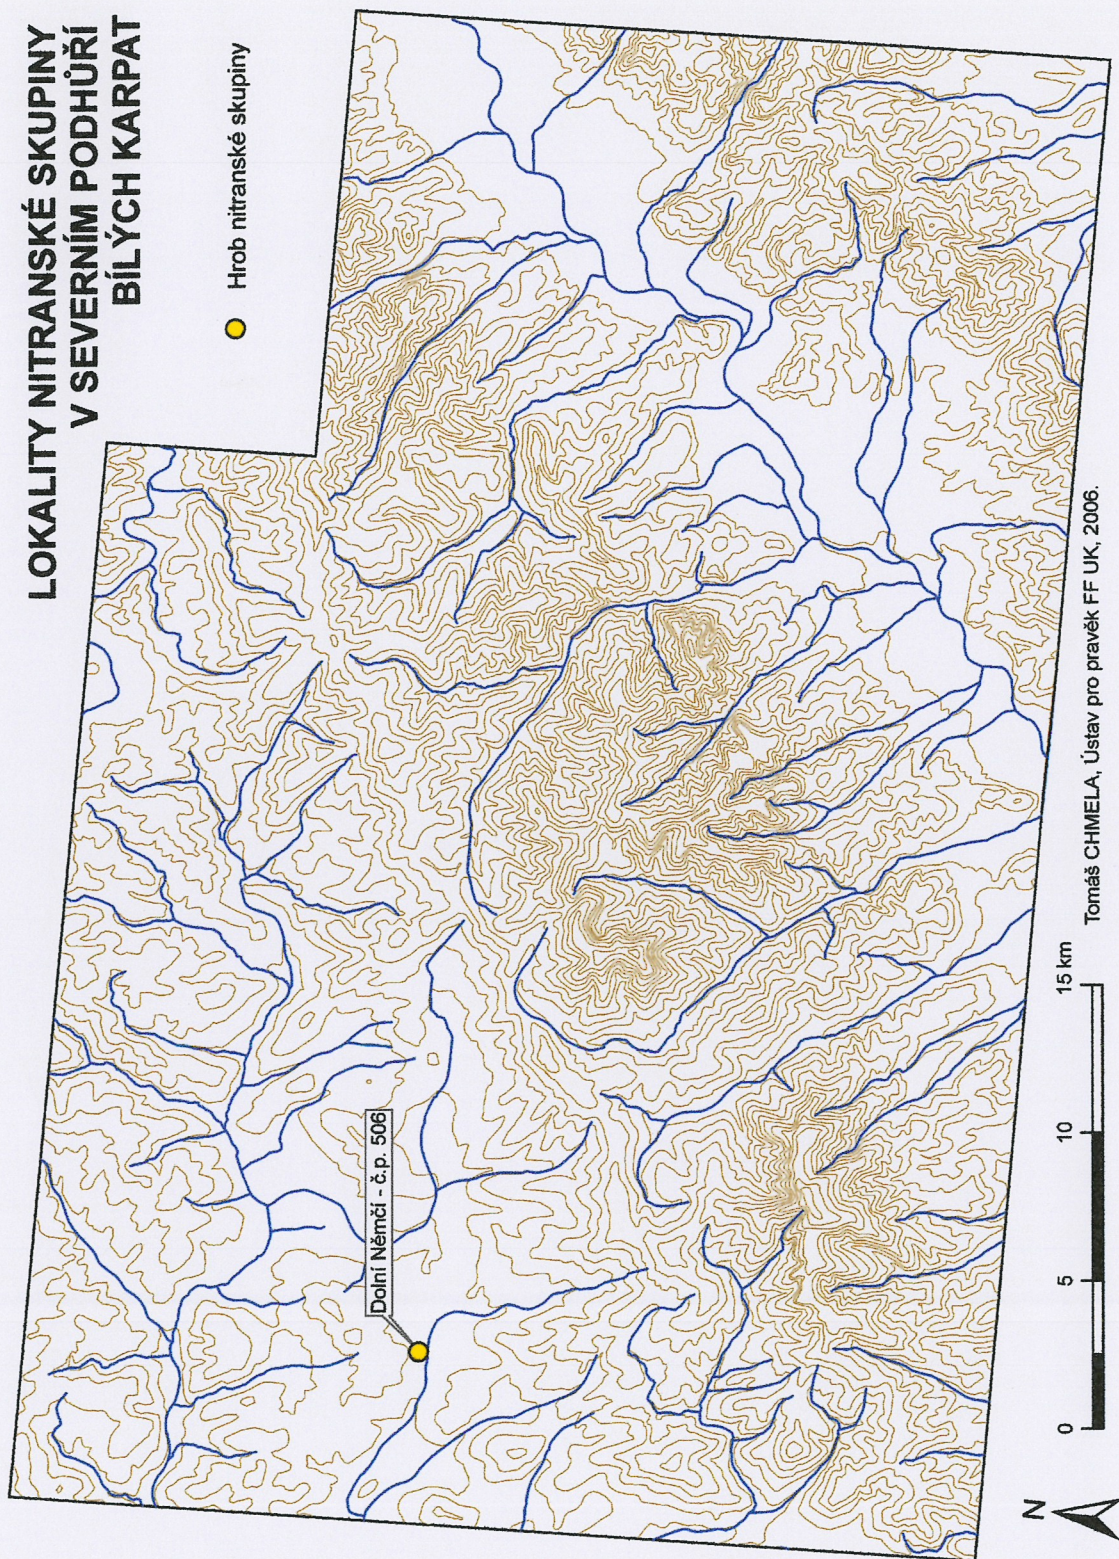 LOKALITY NITRANSKÉ SKUPINY
V SEVERNÍM PODHŮŘÍ
BÍLÝCH KARPAT
Hrob nitranské skupiny
Dolní Němčí - č.p. 506
N
0 5 10 15 km
Tomáš CHMELA, Ústav pro pravěk FF UK, 2006.